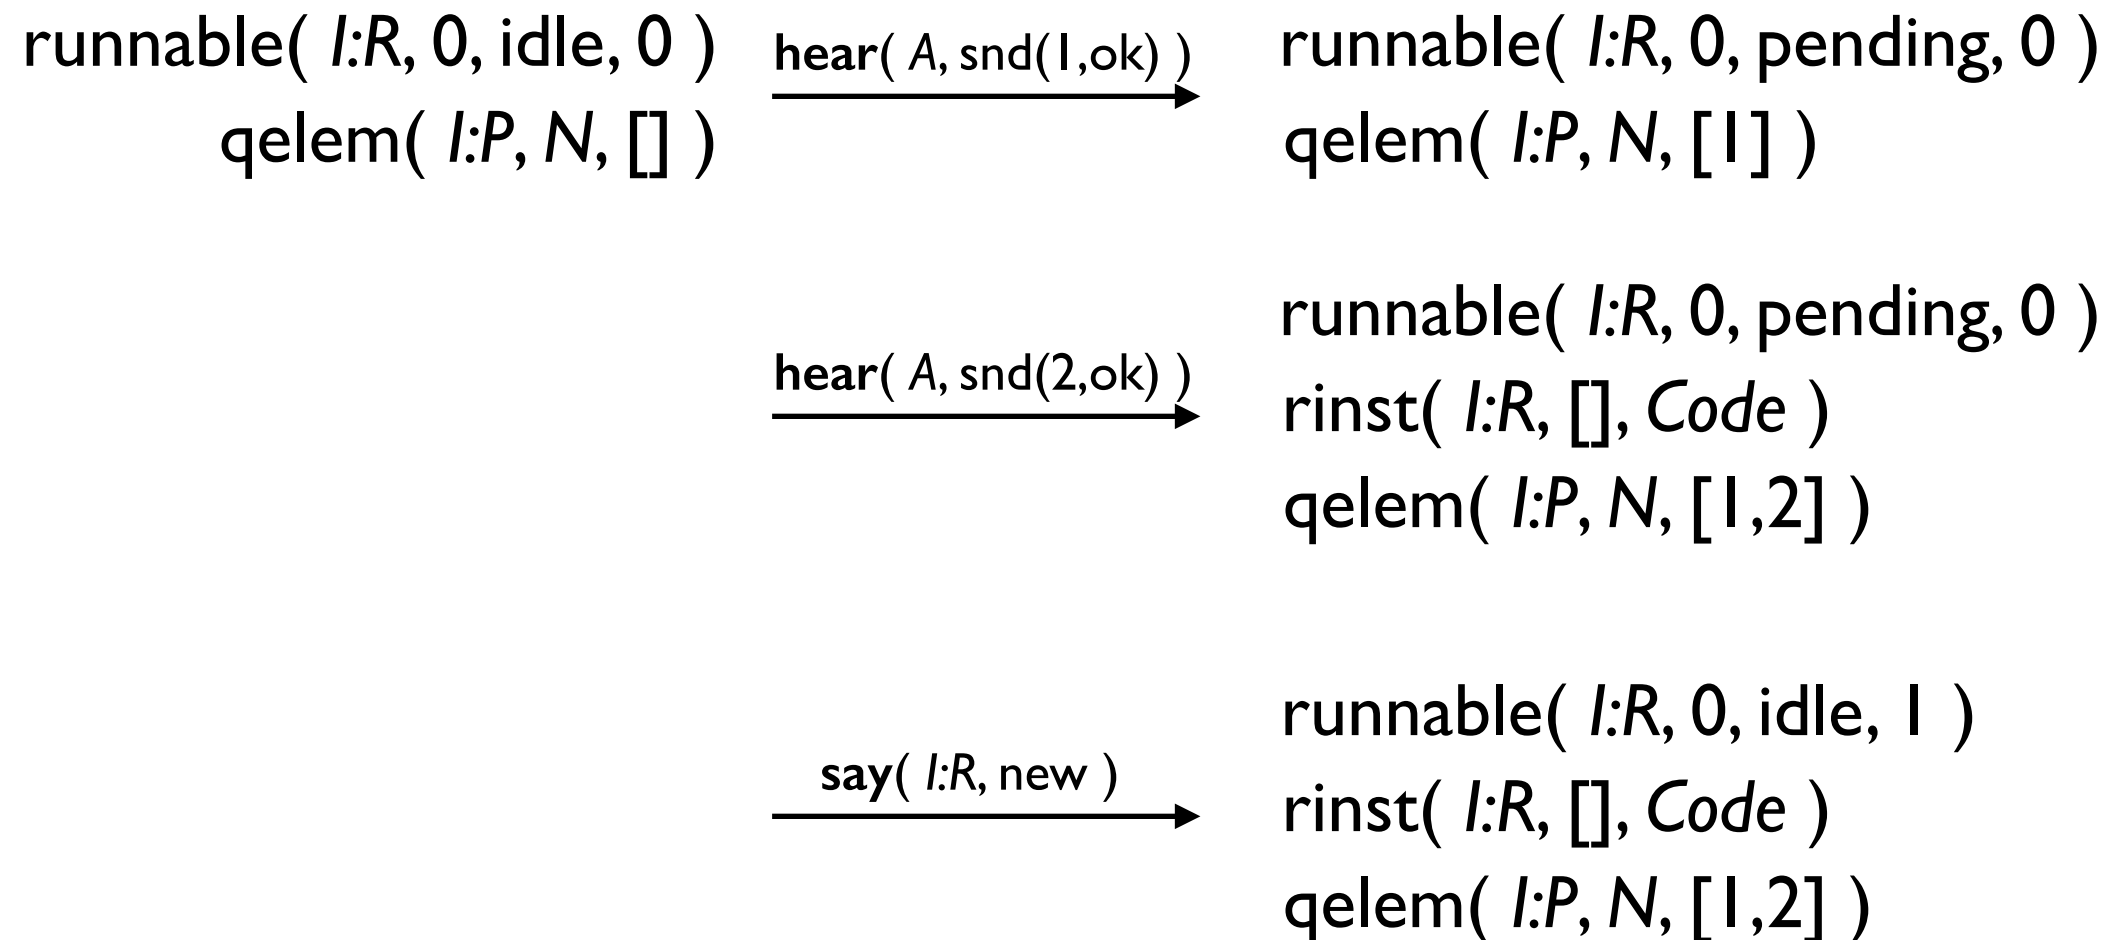 runnable( I:R, 0, idle, 0 ) hear( A, snd(1,ok) ) runnable( I:R, 0, pending, 0 )
qelem( I:P, N, [] ) qelem( I:P, N, [1] )
runnable( I:R, 0, pending, 0 )
hear( A, snd(2,ok) ) rinst( I:R, [], Code )
qelem( I:P, N, [1,2] )
runnable( I:R, 0, idle, 1 )
say( I:R, new ) rinst( I:R, [], Code )
qelem( I:P, N, [1,2] )